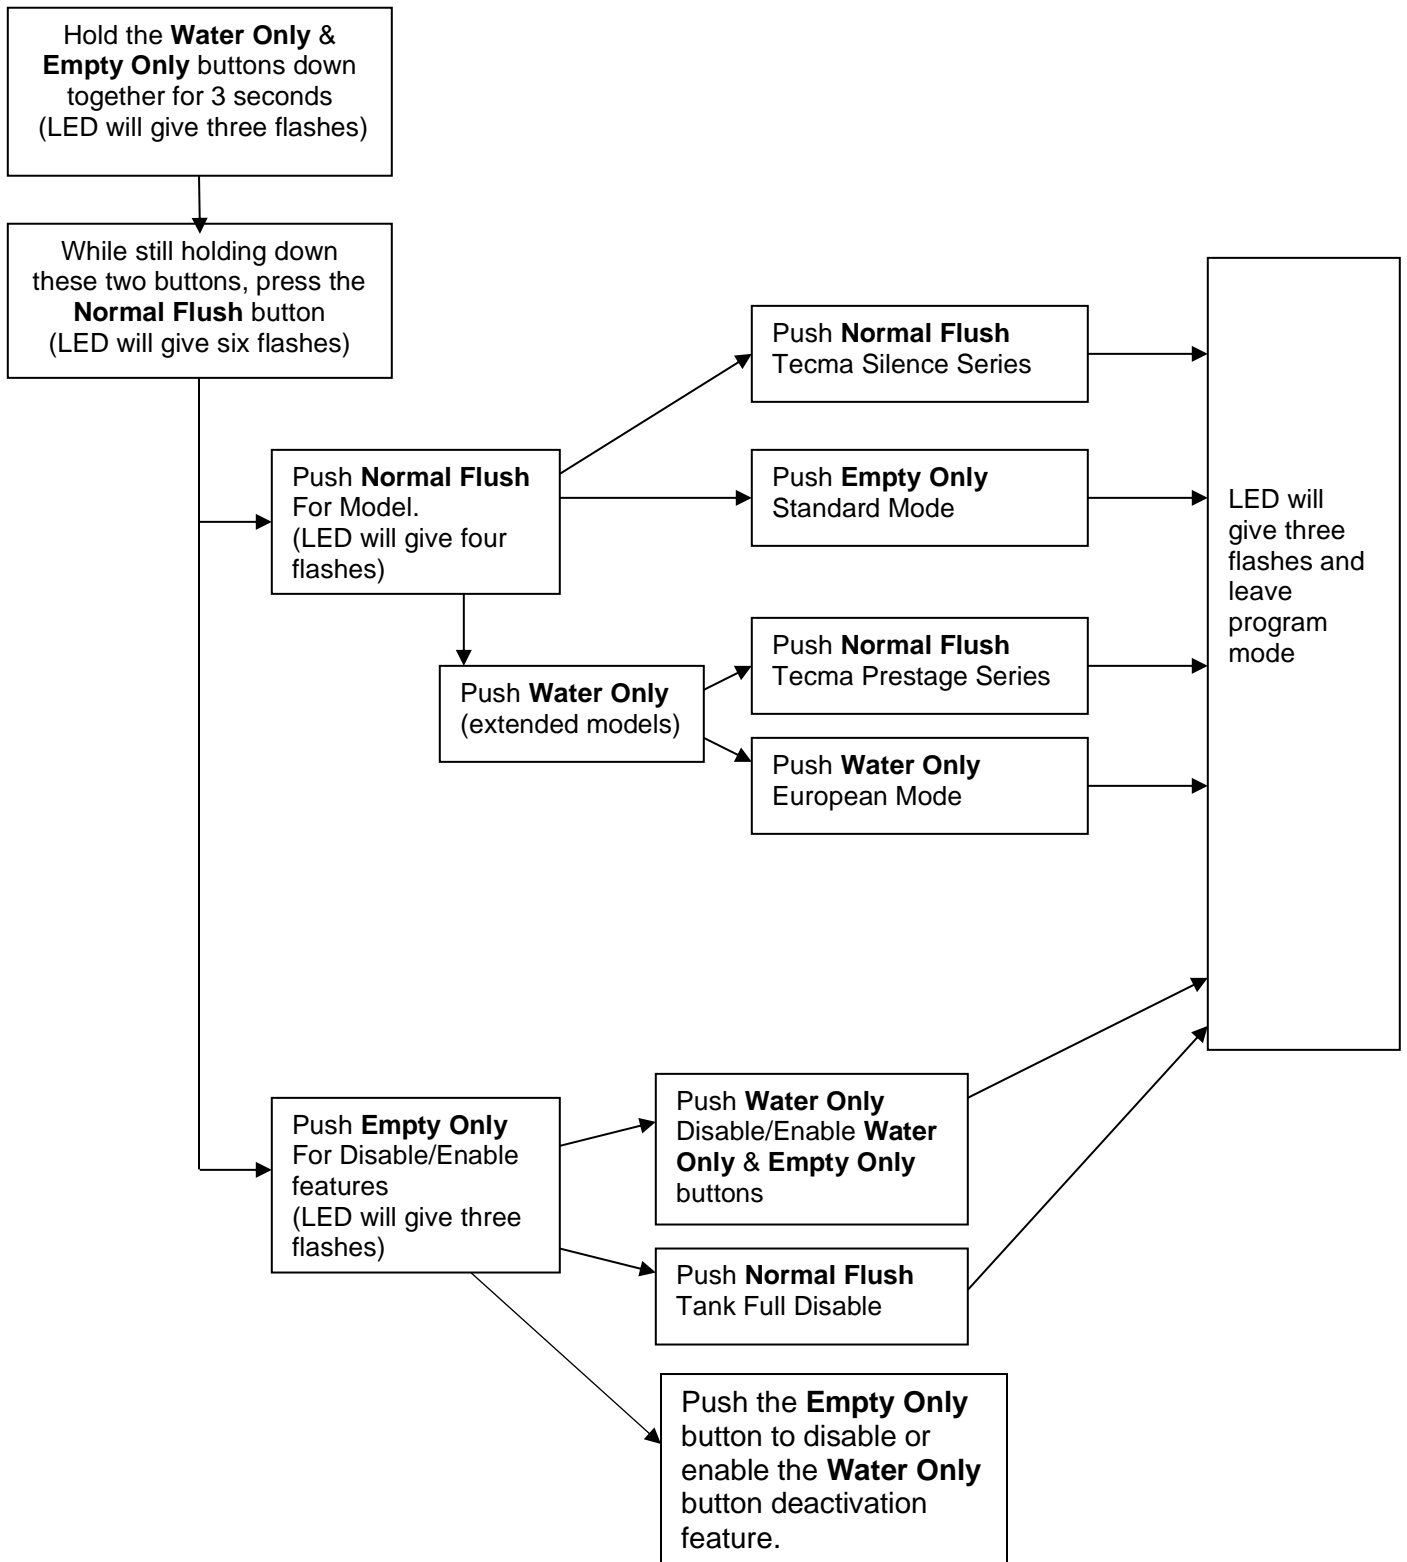 Hold the Water Only &
Empty Only buttons down
together for 3 seconds
(LED will give three flashes)
While still holding down
these two buttons, press the
Normal Flush button
(LED will give six flashes)
Push Normal Flush
For Model.
(LED will give four
flashes)
Push Normal Flush
Tecma Silence Series
Push Empty Only
Standard Mode
Push Water Only
(extended models)
Push Normal Flush
Tecma Prestage Series
Push Water Only
European Mode
LED will
give three
flashes and
leave
program
mode
Push Empty Only
For Disable/Enable
features
(LED will give three
flashes)
Push Water Only
Disable/Enable Water
Only & Empty Only
buttons
Push Normal Flush
Tank Full Disable
Push the Empty Only
button to disable or
enable the Water Only
button deactivation
feature.